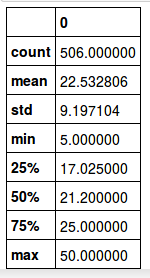 0
count 506.000000
mean 22.532806
std 9.197104
min 5.000000
25% 17.025000
50% 21.200000
75% 25.000000
max 50.000000